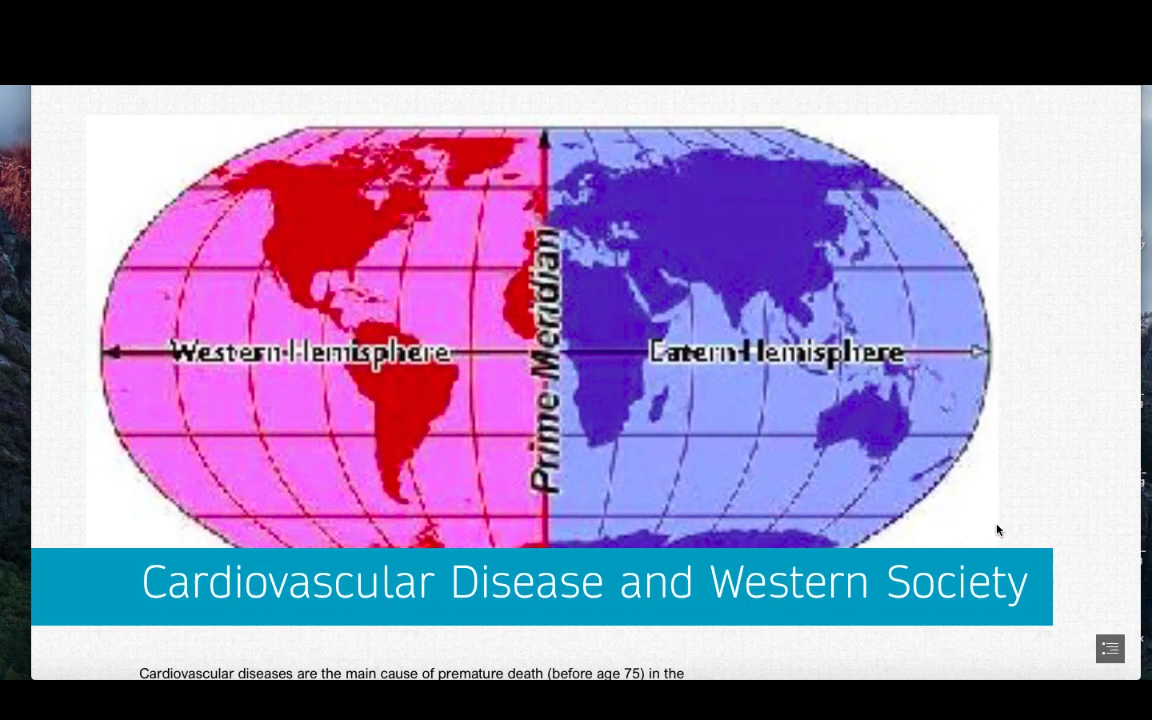 Prime Meridian
Western Hemisphere
Eatern Hemisphere
Cardiovascular Disease and Western Society
Cardiovascular diseases are the main cause of premature death (before age 75) in the